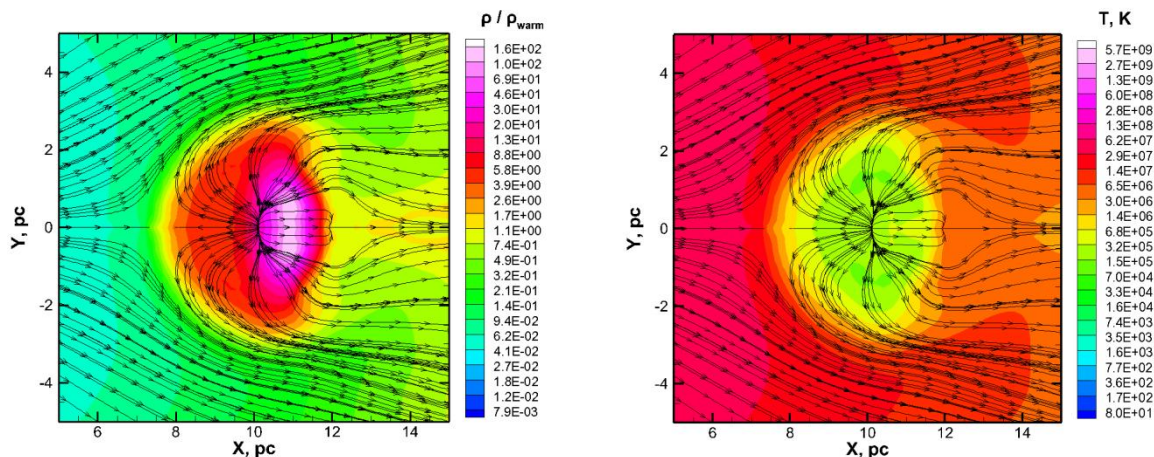 ρ / ρwarm
1.6E+02
1.0E+02
6.9E+01
4.6E+01
3.0E+01
2.0E+01
1.3E+01
8.8E+00
5.8E+00
3.9E+00
2.6E+00
1.7E+00
1.1E+00
7.4E-01
4.9E-01
3.2E-01
2.1E-01
1.4E-01
9.4E-02
6.2E-02
4.1E-02
2.7E-02
1.8E-02
1.2E-02
7.9E-03
Y, pc
4
2
0
-2
-4
6 8 10 12 14
X, pc
T, K
5.7E+09
2.7E+09
1.3E+09
6.0E+08
2.8E+08
1.3E+08
6.2E+07
2.9E+07
1.4E+07
6.5E+06
3.0E+06
1.4E+06
6.8E+05
3.2E+05
1.5E+05
7.0E+04
3.3E+04
1.6E+04
7.4E+03
3.5E+03
1.6E+03
7.7E+02
3.6E+02
1.7E+02
8.0E+01
Y, pc
4
2
0
-2
-4
6 8 10 12 14
X, pc